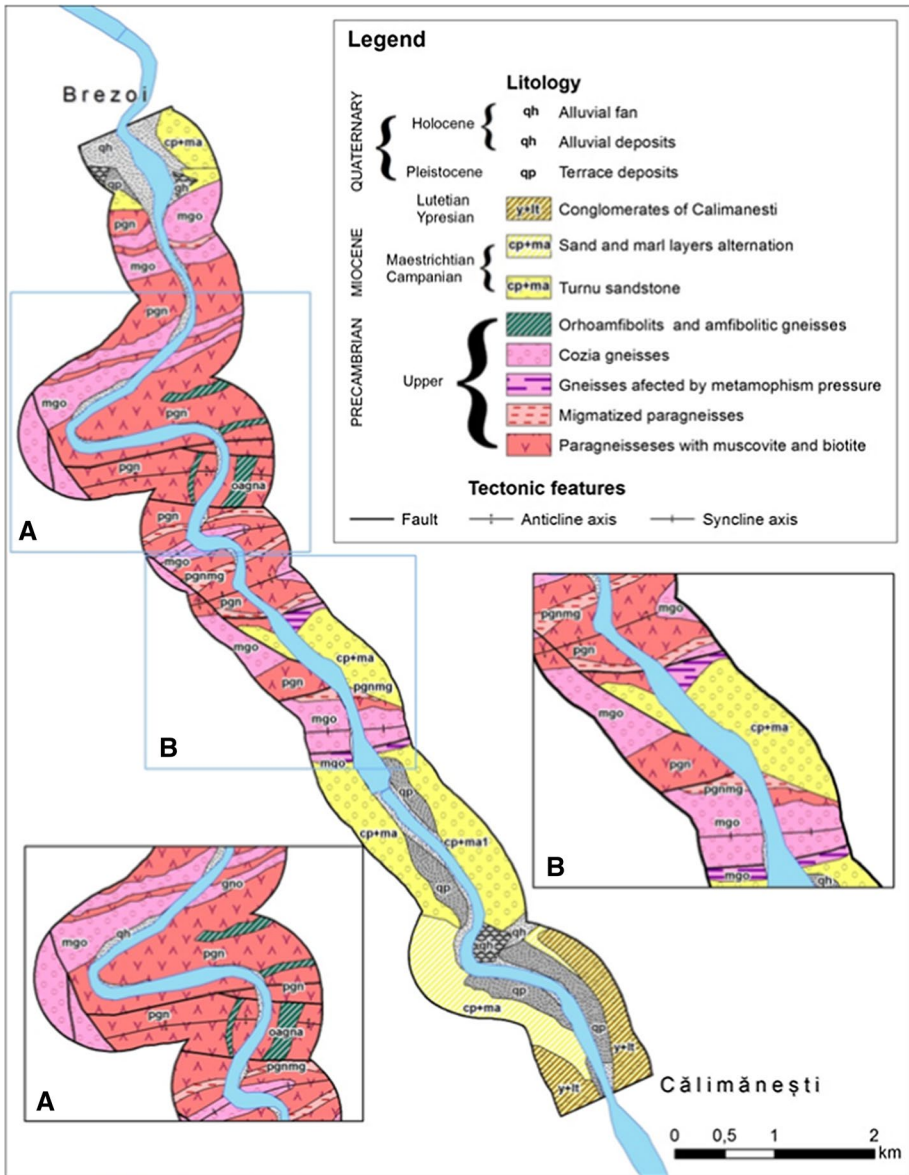 Legend
Litology
QUATERNARY
Holocene
qh Alluvial fan
qh Alluvial deposits
Pleistocene
qp Terrace deposits
Lutetian
Ypresian
y+lt Conglomerates of Calimanesti
MIOCENE
Maestrichtian
Campanian
cp+ma Sand and marl layers alternation
cp+ma Turnu sandstone
PRECAMBRIAN
Upper
Orhoamfibolits and amfibolitic gneisses
Cozia gneisses
Gneisses afected by metamophism pressure
Migmatized paragneisses
Paragneisseses with muscovite and biotite
Tectonic features
Fault
Anticline axis
Syncline axis
Brezoi
cp+ma
qh
qp
qh
pgn
mgo
mgo
pgn
mgo
pgn
pgn
oagna
A
pgn
mgo
pgnmg
pgn
mgo
cp+ma
pgn
pgnmg
mgo
B
mgo
qp
cp+ma
cp+ma1
qp
qh
qh
qp
cp+ma
qp
y+lt
y+lt
Călimănești
0 0,5 1 2
km
pgnmg
mgo
pgn
mgo
cp+ma
pgn
pgnmg
mgo
mgo
qh
B
gno
qh
mgo
pgn
pgn
pgn
oagna
pgnmg
A